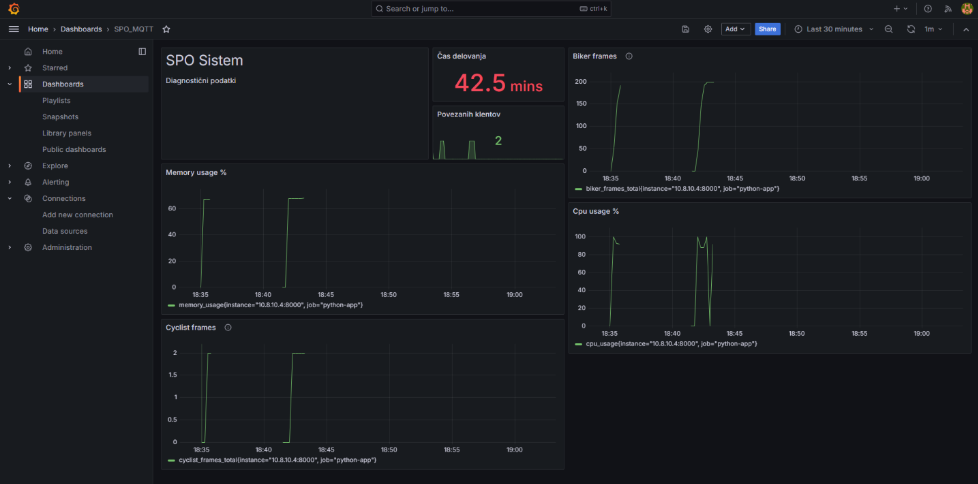 Search or jump to...
ctrl+k
Home › Dashboards › SPO_MQTT
Add
Share
Last 30 minutes
1m
Home
Starred
Dashboards
Playlists
Snapshots
Library panels
Public dashboards
Explore
Alerting
Connections
Add new connection
Data sources
Administration
SPO Sistem
Diagnostični podatki
Čas delovanja
42.5 mins
Povezanih klientov
2
Memory usage %
60
40
20
0
18:35 18:40 18:45 18:50 18:55 19:00
memory_usage{instance="10.8.10.4:8000", job="python-app"}
Cyclist frames
2
1.5
1
0.5
0
18:35 18:40 18:45 18:50 18:55 19:00
cyclist_frames_total{instance="10.8.10.4:8000", job="python-app"}
Biker frames
200
150
100
50
0
18:35 18:40 18:45 18:50 18:55 19:00
biker_frames_total{instance="10.8.10.4:8000", job="python-app"}
Cpu usage %
100
80
60
40
20
0
18:35 18:40 18:45 18:50 18:55 19:00
cpu_usage{instance="10.8.10.4:8000", job="python-app"}